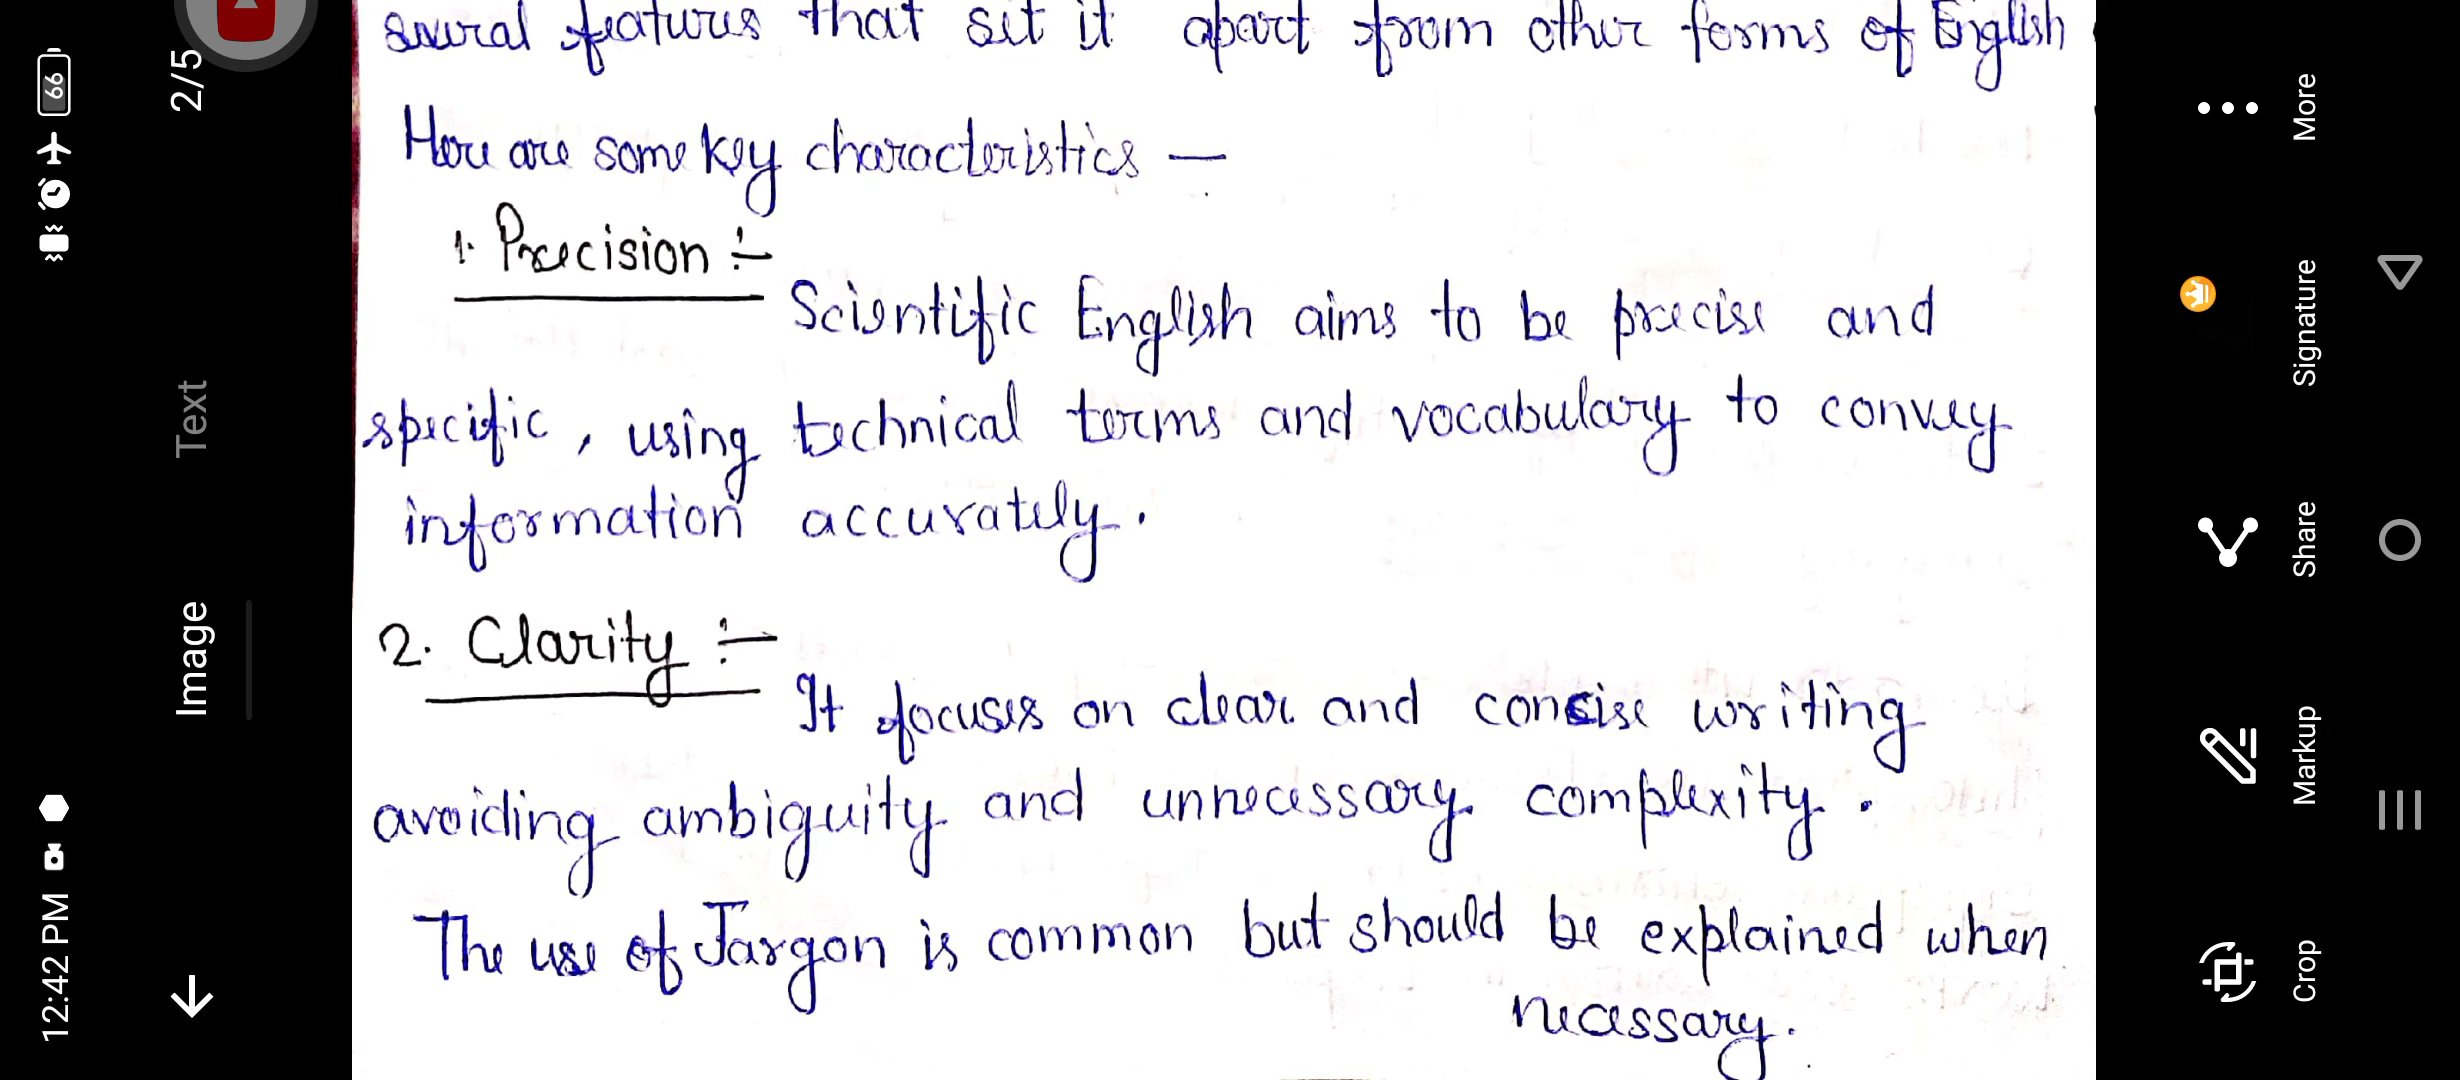 several features that set it apart from other forms of English
Here are some key characteristics —
1. Precision :-
Scientific English aims to be precise and
specific, using technical terms and vocabulary to convey
information accurately.
2. Clarity :-
It focuses on clear and concise writing
avoiding ambiguity and unnecessary complexity.
The use of Jargon is common but should be explained when
necessary.
12:42 PM
66
Image
Text
2/5
Crop
Markup
Share
Signature
More